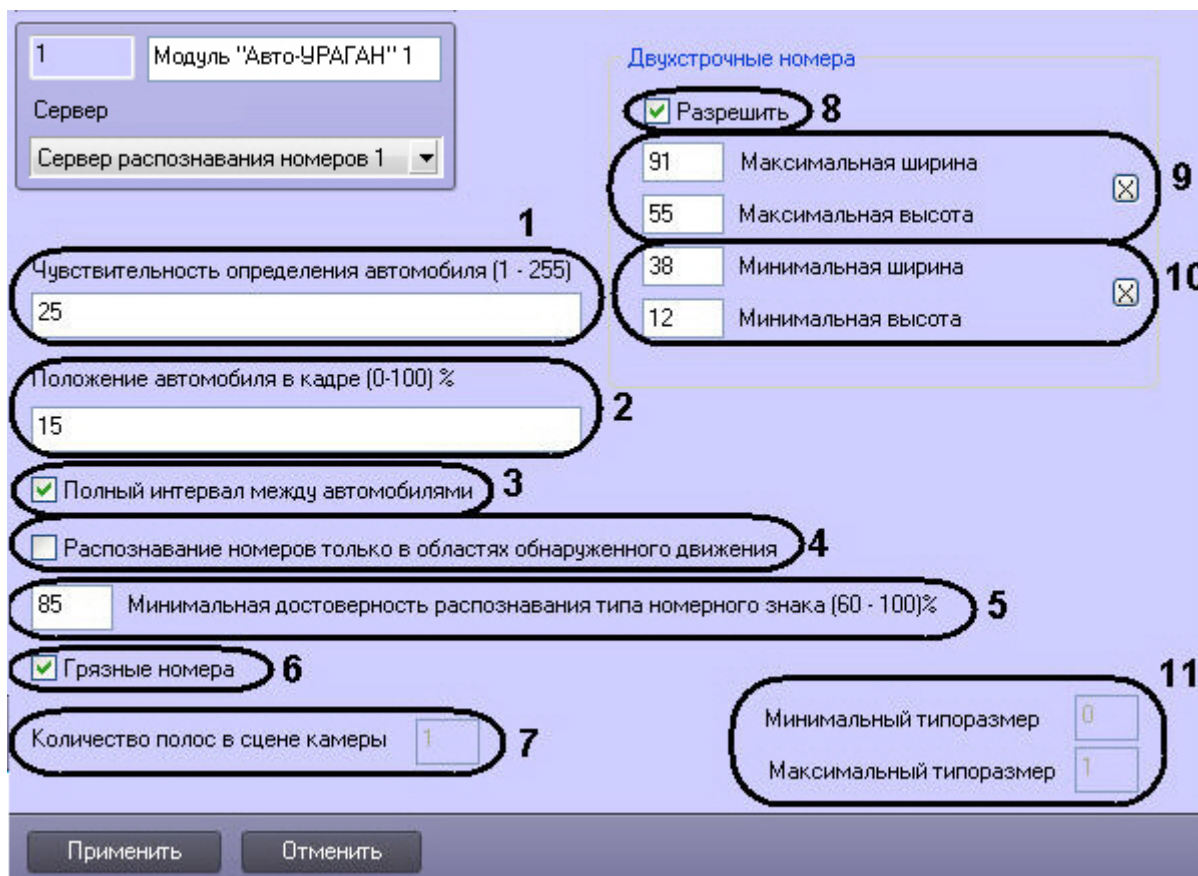 1
Модуль "Авто-УРАГАН" 1
Сервер
Сервер распознавания номеров 1
1
Чувствительность определения автомобиля (1 - 255)
25
Положение автомобиля в кадре (0-100) %
15
2
Полный интервал между автомобилями
3
Распознавание номеров только в областях обнаруженного движения
4
85 Минимальная достоверность распознавания типа номерного знака (60 - 100)%
5
Грязные номера
6
Количество полос в сцене камеры 1
7
Двухстрочные номера
Разрешить
8
91 Максимальная ширина
55 Максимальная высота
9
38 Минимальная ширина
12 Минимальная высота
10
11
Минимальный типоразмер 0
Максимальный типоразмер 1
Применить Отменить